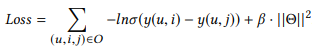 Loss = ∑ −lnσ(y(u, i) − y(u, j)) + β · ||Θ||²
(u,i,j)∈O